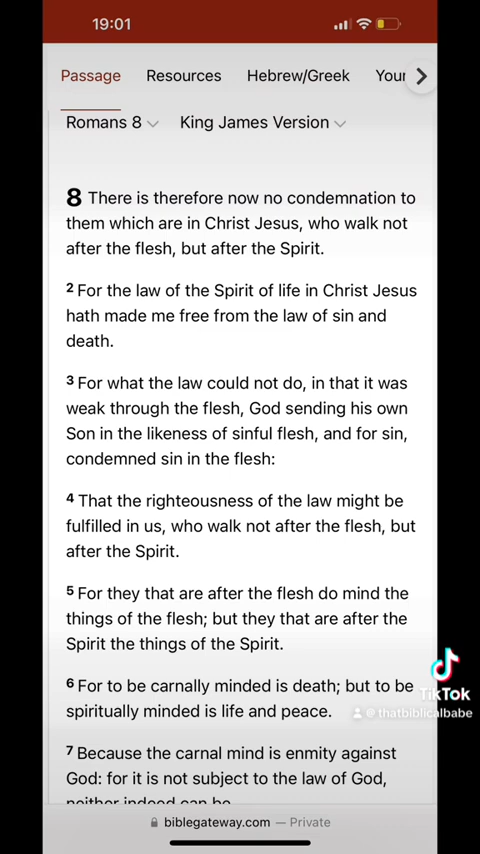 19:01
Passage Resources Hebrew/Greek Your
Romans 8 King James Version
8 There is therefore now no condemnation to
them which are in Christ Jesus, who walk not
after the flesh, but after the Spirit.
2 For the law of the Spirit of life in Christ Jesus
hath made me free from the law of sin and
death.
3 For what the law could not do, in that it was
weak through the flesh, God sending his own
Son in the likeness of sinful flesh, and for sin,
condemned sin in the flesh:
4 That the righteousness of the law might be
fulfilled in us, who walk not after the flesh, but
after the Spirit.
5 For they that are after the flesh do mind the
things of the flesh; but they that are after the
Spirit the things of the Spirit.
6 For to be carnally minded is death; but to be
spiritually minded is life and peace.
TikTok
@thatbiblicalbabe
7 Because the carnal mind is enmity against
God: for it is not subject to the law of God,
neither indeed can be.
biblegateway.com — Private